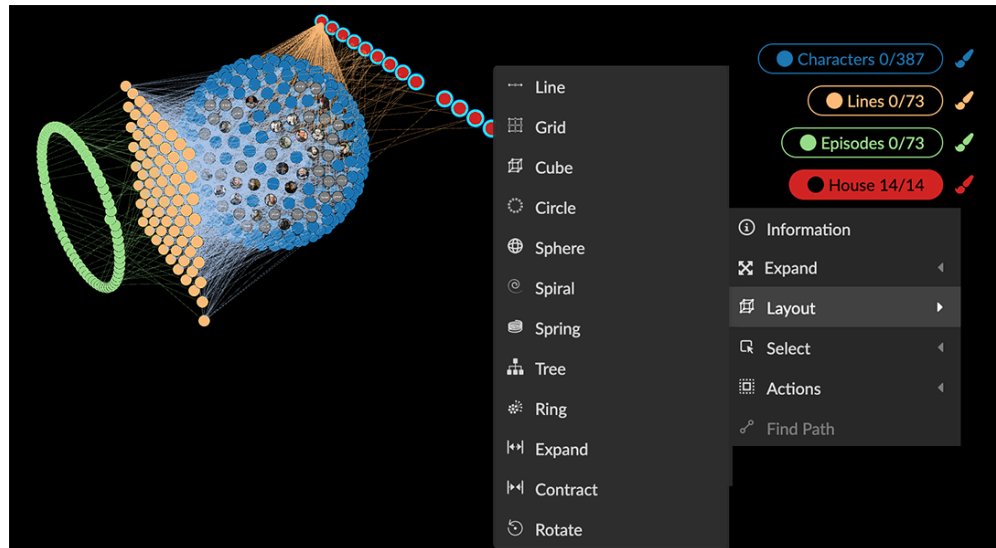 Characters 0/387
Lines 0/73
Episodes 0/73
House 14/14
Information
Expand
Layout
Select
Actions
Find Path
Line
Grid
Cube
Circle
Sphere
Spiral
Spring
Tree
Ring
Expand
Contract
Rotate